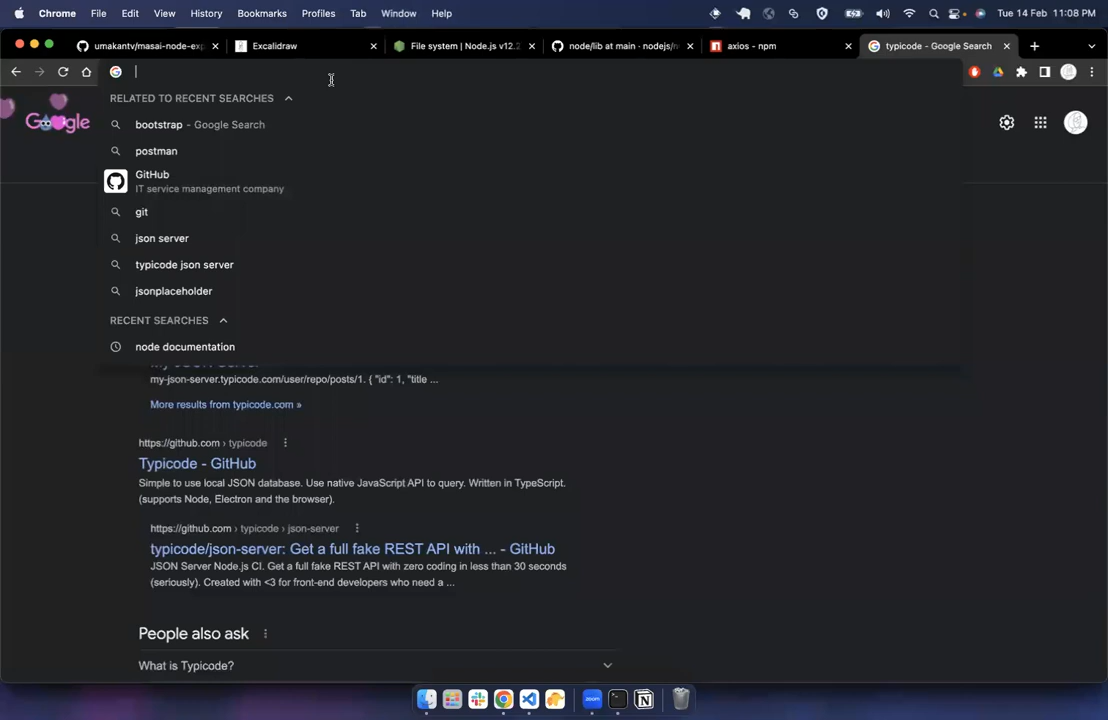 Chrome File Edit View History Bookmarks Profiles Tab Window Help Tue 14 Feb 11:08 PM
umakantv/masai-node-exp Excalidraw File system | Node.js v12.2 node/lib at main · nodejs/n axios - npm typicode - Google Search
RELATED TO RECENT SEARCHES
bootstrap - Google Search
Google
postman
GitHub
IT service management company
git
json server
typicode json server
jsonplaceholder
RECENT SEARCHES
node documentation
My JSON Server
my-json-server.typicode.com/user/repo/posts/1. { "id": 1, "title ...
More results from typicode.com »
https://github.com › typicode
Typicode - GitHub
Simple to use local JSON database. Use native JavaScript API to query. Written in TypeScript.
(supports Node, Electron and the browser).
https://github.com › typicode › json-server
typicode/json-server: Get a full fake REST API with ... - GitHub
JSON Server Node.js CI. Get a full fake REST API with zero coding in less than 30 seconds
(seriously). Created with <3 for front-end developers who need a ...
People also ask
What is Typicode?